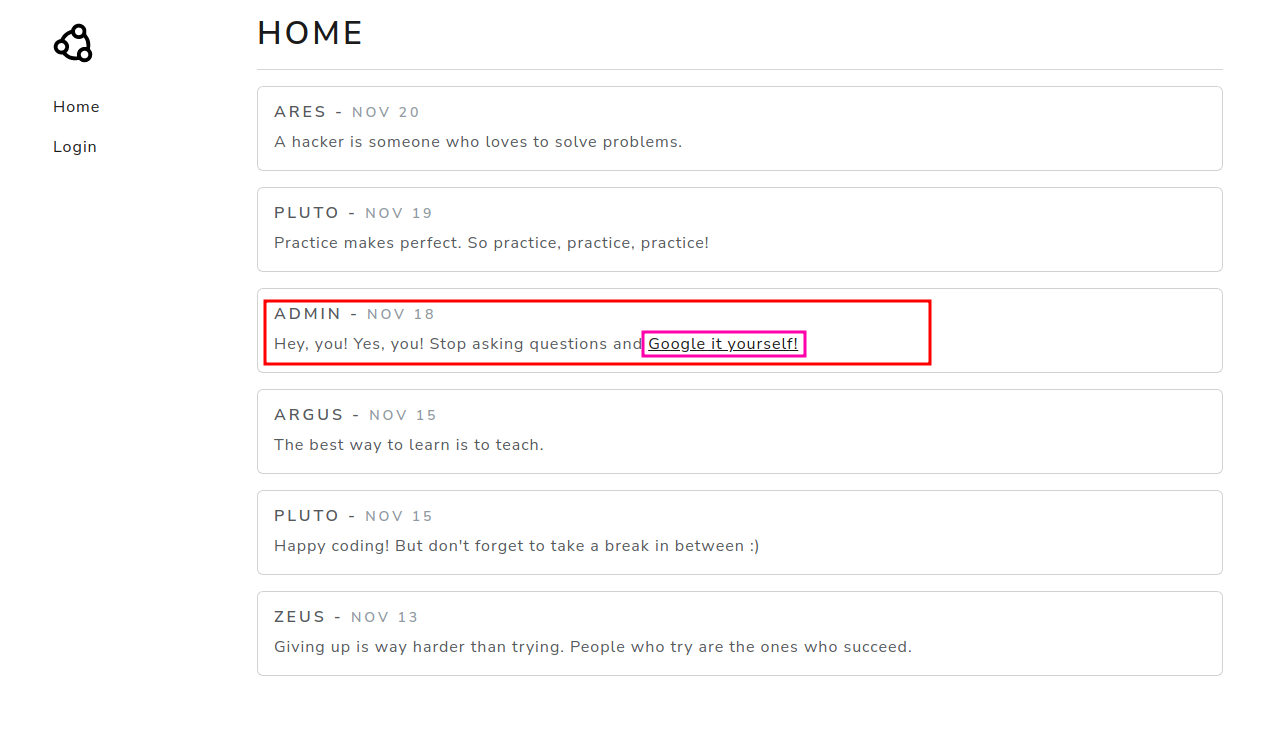 HOME
Home
Login
ARES - NOV 20
A hacker is someone who loves to solve problems.
PLUTO - NOV 19
Practice makes perfect. So practice, practice, practice!
ADMIN - NOV 18
Hey, you! Yes, you! Stop asking questions and Google it yourself!
ARGUS - NOV 15
The best way to learn is to teach.
PLUTO - NOV 15
Happy coding! But don't forget to take a break in between :)
ZEUS - NOV 13
Giving up is way harder than trying. People who try are the ones who succeed.